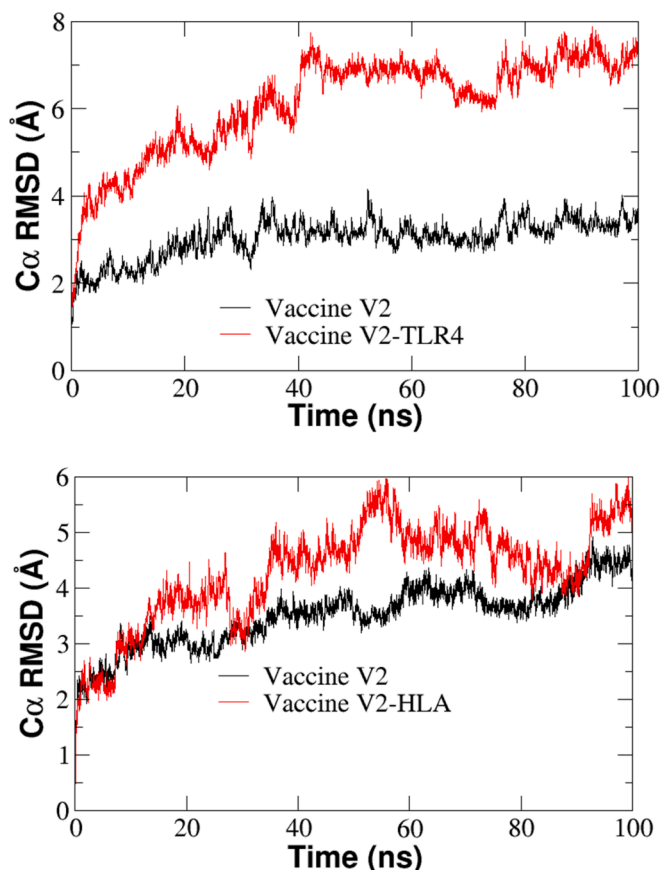 8
6
4
2
0
Cα RMSD (Å)
Vaccine V2
Vaccine V2-TLR4
0 20 40 60 80 100
Time (ns)
6
5
4
3
2
1
0
Cα RMSD (Å)
Vaccine V2
Vaccine V2-HLA
0 20 40 60 80 100
Time (ns)